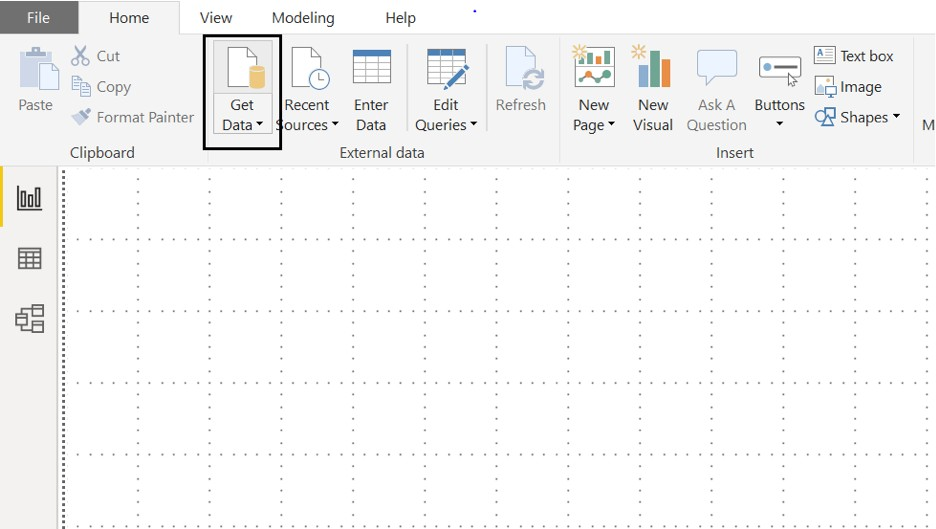 File Home View Modeling Help
Paste
Cut
Copy
Format Painter
Clipboard
Get
Data
Recent
Sources
Enter
Data
Edit
Queries
Refresh
External data
New
Page
New
Visual
Ask A
Question
Buttons
Text box
Image
Shapes
Insert
M